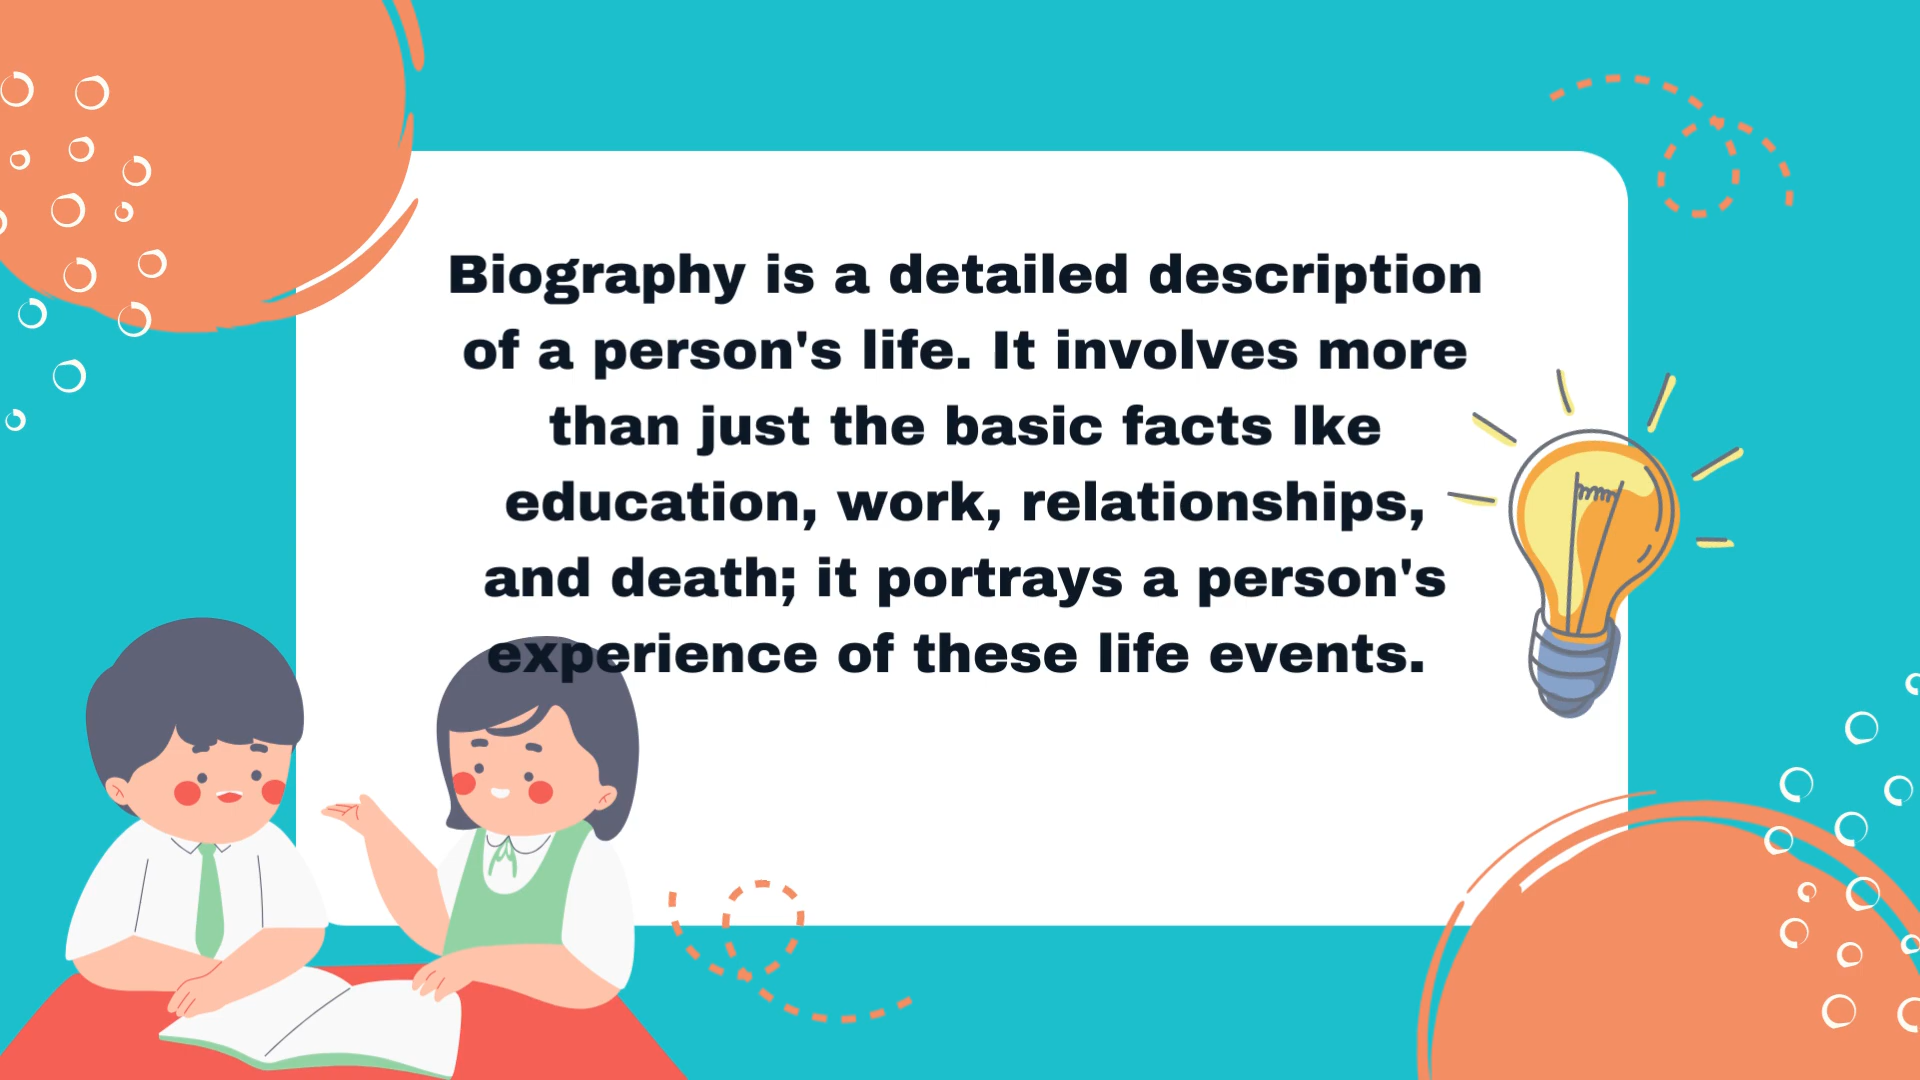 Biography is a detailed description
of a person's life. It involves more
than just the basic facts lke
education, work, relationships,
and death; it portrays a person's
experience of these life events.